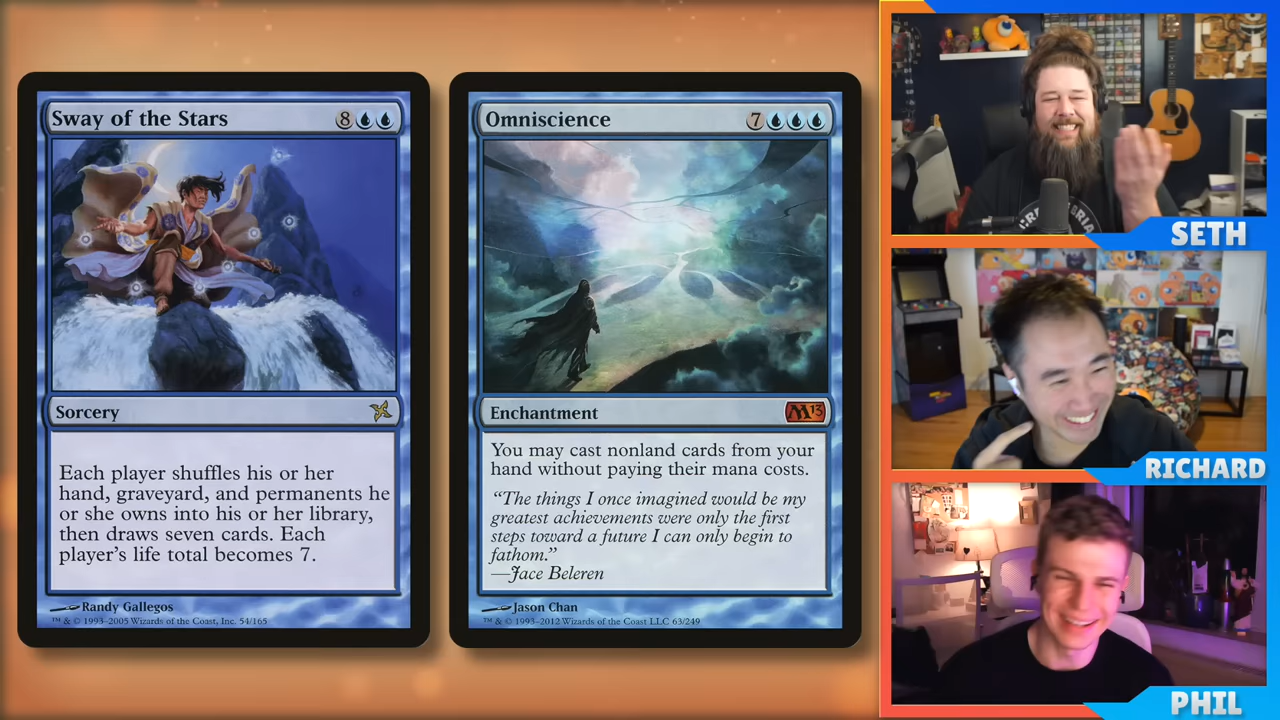 Sway of the Stars 8
Sorcery
Each player shuffles his or her
hand, graveyard, and permanents he
or she owns into his or her library,
then draws seven cards. Each
player's life total becomes 7.
Randy Gallegos
™ & © 1993–2005 Wizards of the Coast, Inc. 54/165
Omniscience 7
Enchantment M13
You may cast nonland cards from your
hand without paying their mana costs.
“The things I once imagined would be my
greatest achievements were only the first
steps toward a future I can only begin to
fathom.”
—Jace Beleren
Jason Chan
™ & © 1993–2012 Wizards of the Coast LLC 63/249
SETH
RICHARD
PHIL